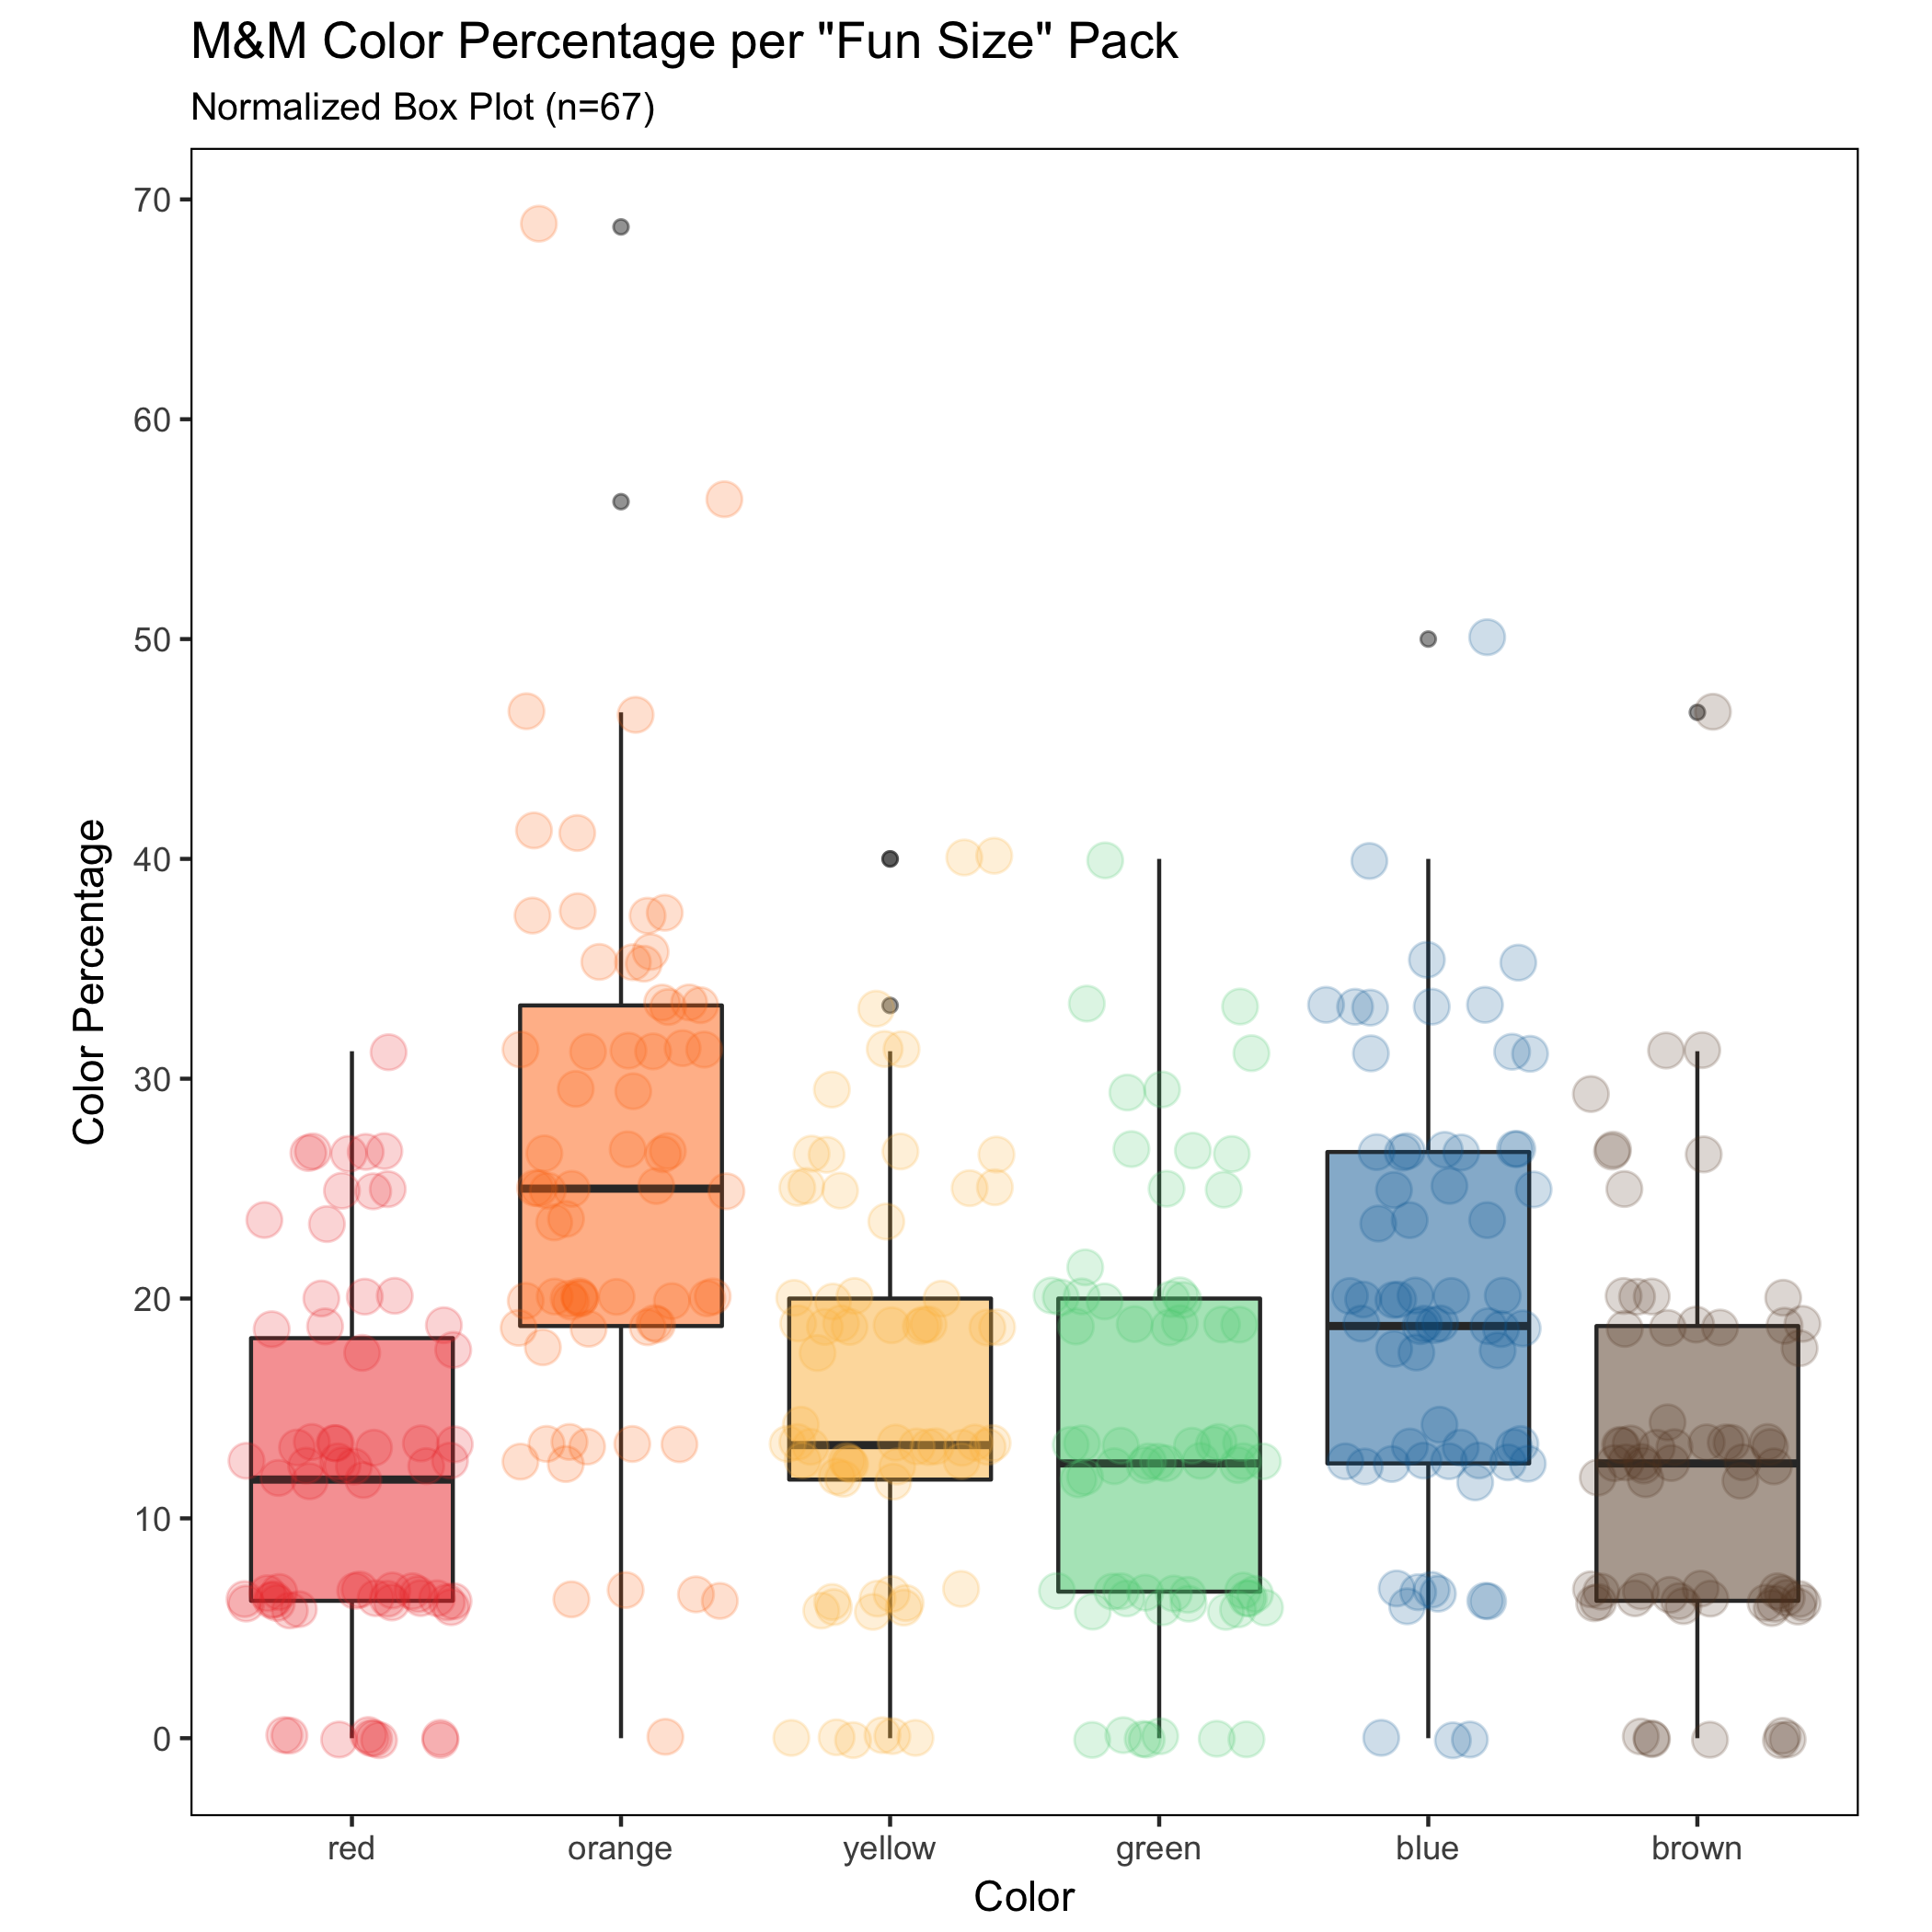 M&M Color Percentage per "Fun Size" Pack
Normalized Box Plot (n=67)
70
60
50
40
30
20
10
0
Color Percentage
red orange yellow green blue brown
Color